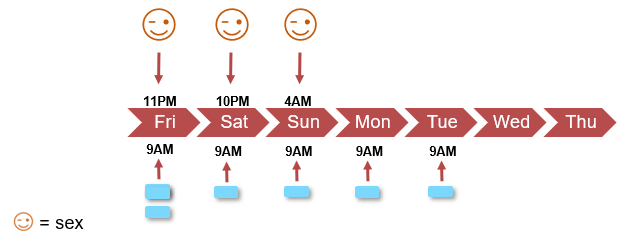 11PM 10PM 4AM
Fri Sat Sun Mon Tue Wed Thu
9AM 9AM 9AM 9AM 9AM
= sex